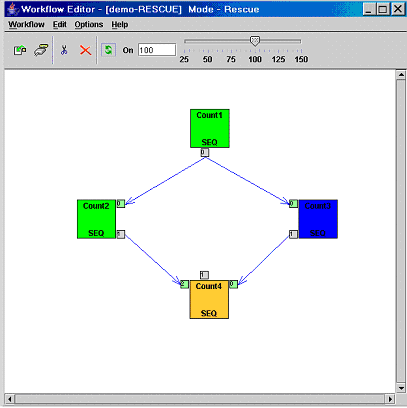 Workflow Editor - [demo-RESCUE] Mode - Rescue
Workflow Edit Options Help
On 100
25 50 75 100 125 150
Count1
SEQ
0
Count2 0
0 Count3
SEQ 1
1 SEQ
1
2 Count4 0
SEQ